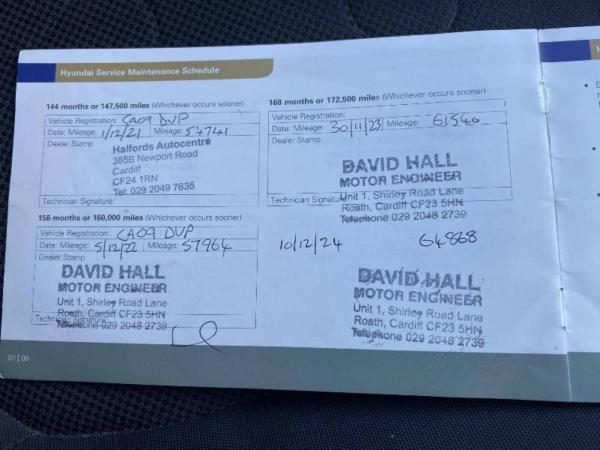 Hyundai Service Maintenance Schedule
144 months or 147,500 miles (Whichever occurs sooner)
Vehicle Registration: CA09 DVP
Date: Mileage: 1/12/21 Mileage: 54741
Dealer Stamp
Halfords Autocentre
385B Newport Road
Cardiff
CF24 1RN
Tel: 029 2049 7635
Technician Signature:
156 months or 160,000 miles (Whichever occurs sooner)
Vehicle Registration: CA09 DVP
Date: Mileage: 5/12/22 Mileage: 57964
Dealer Stamp
DAVID HALL
MOTOR ENGINEER
Unit 1, Shirley Road Lane
Roath, Cardiff CF23 5HN
Technician Signature
Telephone 029 2048 2739
168 months or 172,500 miles (Whichever occurs sooner)
Vehicle Registration:
Date: Mileage: 30/11/23 Mileage: 61540
Dealer Stamp
DAVID HALL
MOTOR ENGINEER
Technician Signature
Unit 1, Shirley Road Lane
Roath, Cardiff CF23 5HN
Telephone 029 2048 2739
10/12/24 64868
DAVID HALL
MOTOR ENGINEER
Unit 1, Shirley Road Lane
Roath, Cardiff CF23 5HN
Telephone 029 2048 2739